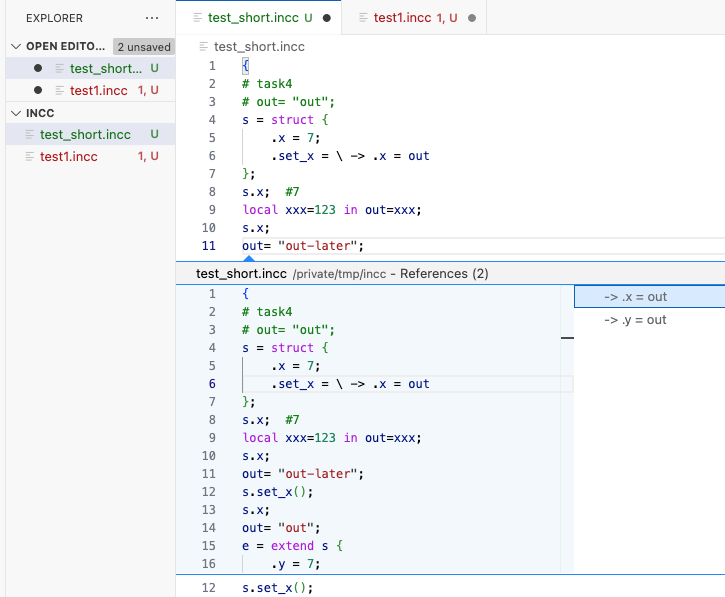 EXPLORER ···
OPEN EDITO... 2 unsaved
test_short... U
test1.incc 1, U
INCC
test_short.incc U
test1.incc 1, U
test_short.incc U
test1.incc 1, U
test_short.incc
1 {
2 # task4
3 # out= "out";
4 s = struct {
5 .x = 7;
6 .set_x = \ -> .x = out
7 };
8 s.x; #7
9 local xxx=123 in out=xxx;
10 s.x;
11 out= "out-later";
test_short.incc /private/tmp/incc - References (2)
1 {
2 # task4
3 # out= "out";
4 s = struct {
5 .x = 7;
6 .set_x = \ -> .x = out
7 };
8 s.x; #7
9 local xxx=123 in out=xxx;
10 s.x;
11 out= "out-later";
12 s.set_x();
13 s.x;
14 out= "out";
15 e = extend s {
16 .y = 7;
-> .x = out
-> .y = out
12 s.set_x();